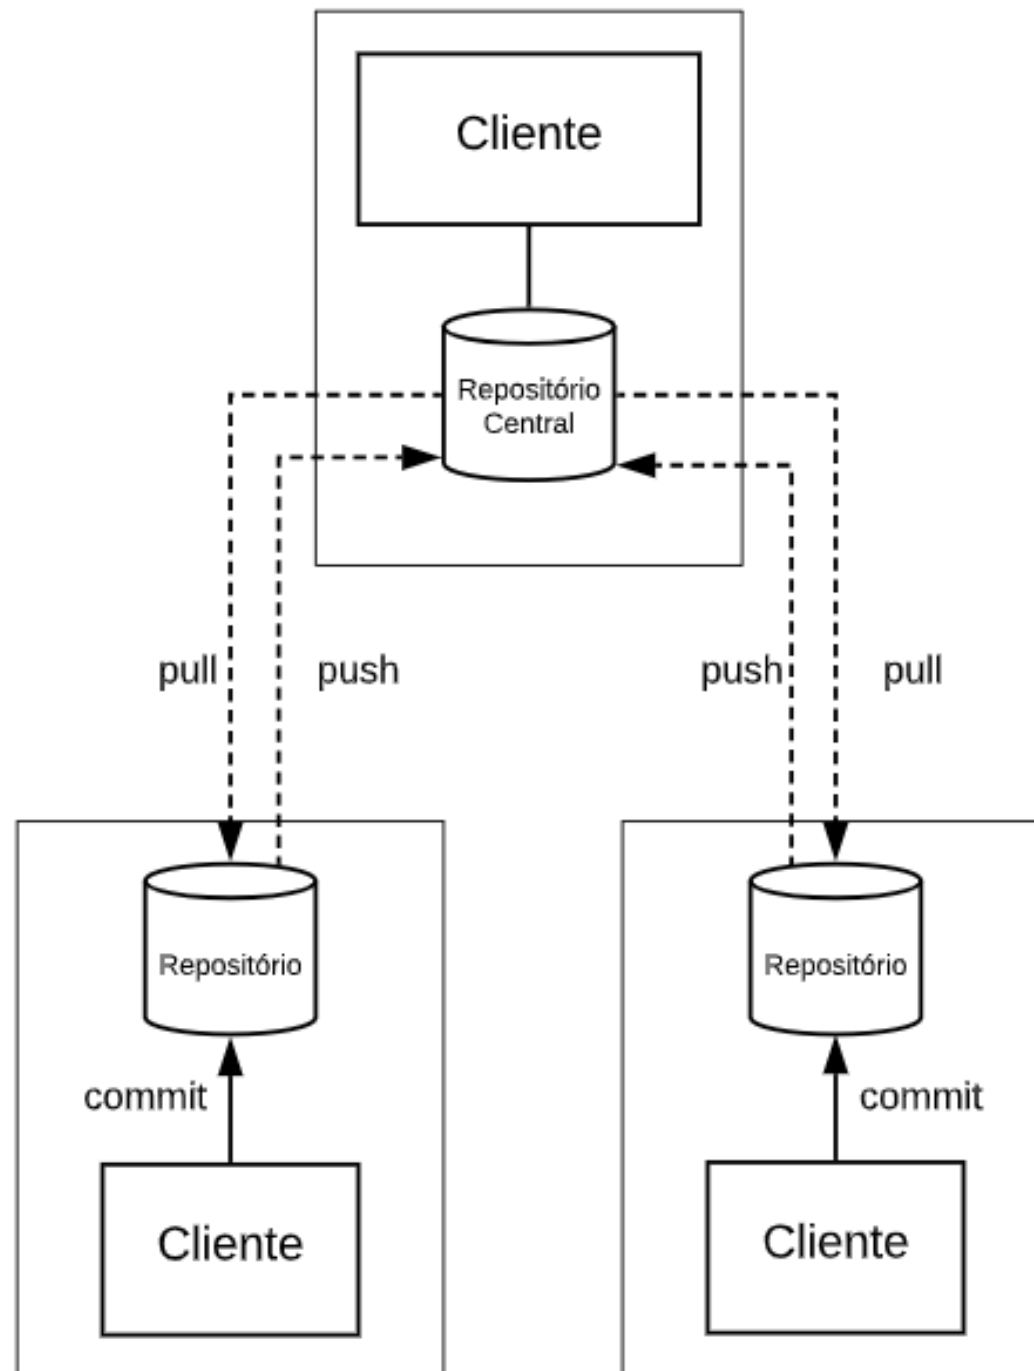 Cliente
Repositório
Central
pull
push
push
pull
Repositório
Repositório
commit
commit
Cliente
Cliente